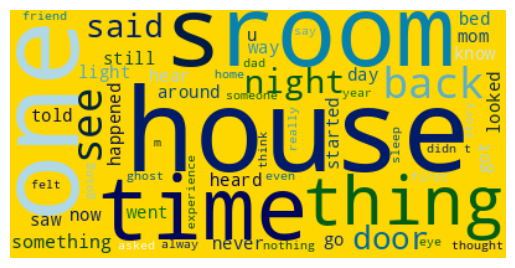 friend
said
s
room
u
say
bed
mom
way
know
one
still
dad
light
hear
night
day
back
see
around
home
someone
year
looked
told
happened
house
really
started
got
story
m
think
sleep
didn t
felt
going
time
ghost
experience
heard
even
thing
first
saw
now
went
never
nothing
go
door
eye
something
asked
alway
thought